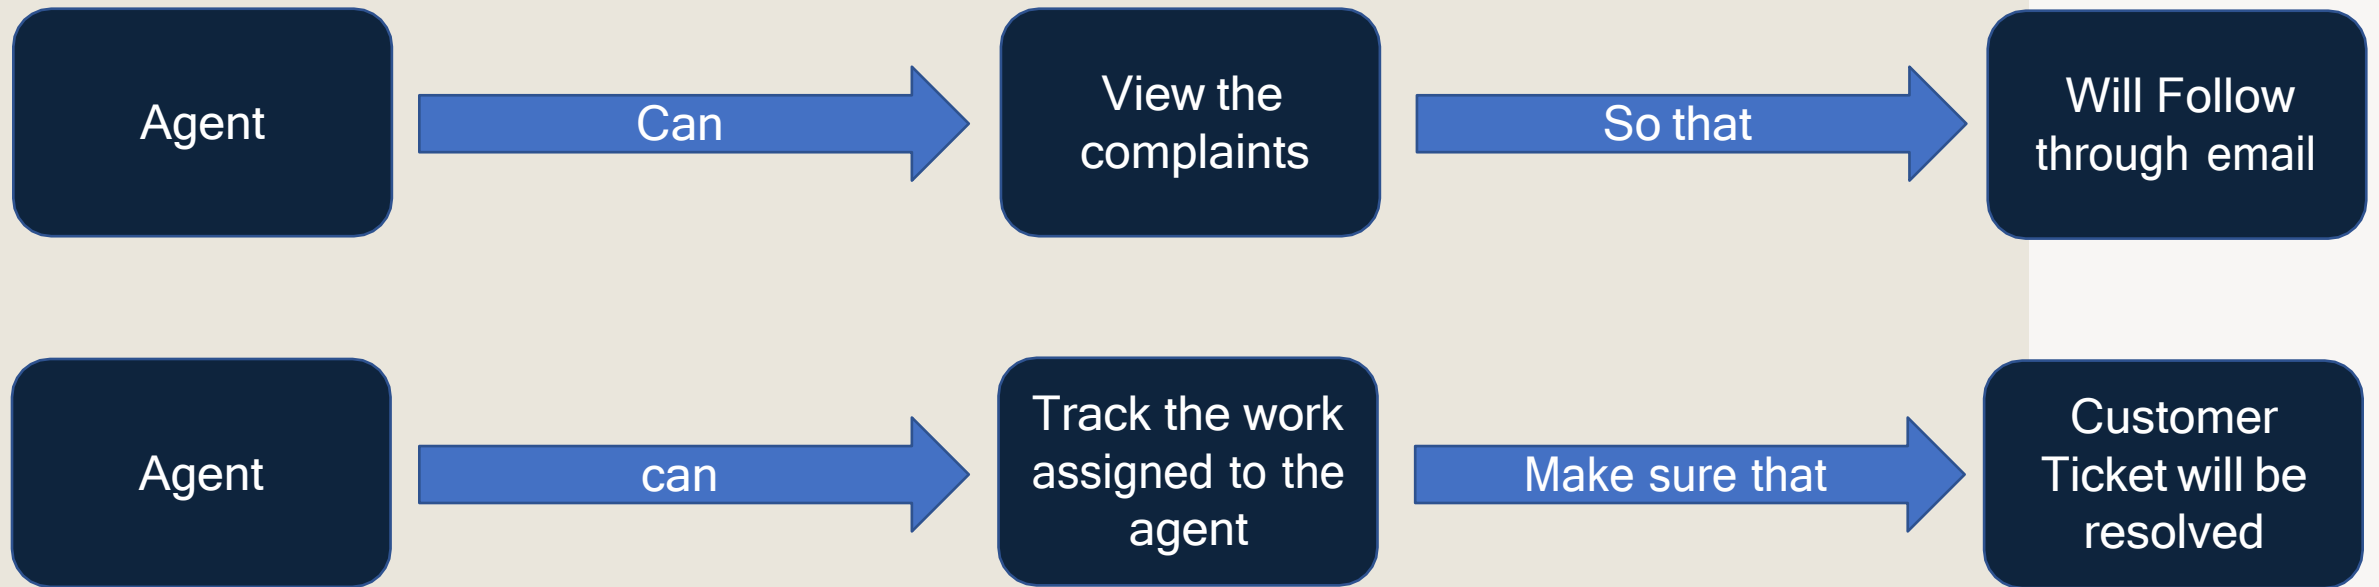 Agent
Can
View the
complaints
So that
Will Follow
through email
Agent
can
Track the work
assigned to the
agent
Make sure that
Customer
Ticket will be
resolved